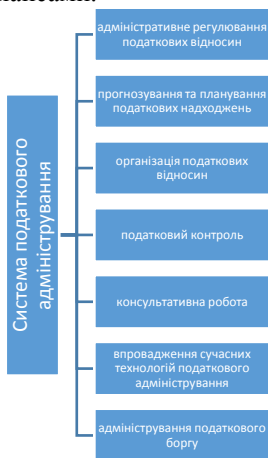 адміністративне регулювання
податкових відносин
прогнозування та планування
податкових надходжень
Система податкового
адміністрування
організація податкових
відносин
податковий контроль
консультативна робота
впровадження сучасних
технологій податкового
адміністрування
адміністрування податкового
боргу